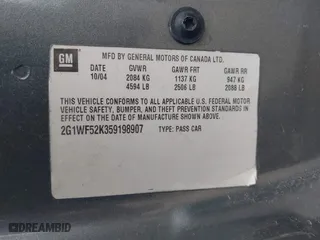 GM
MFD BY GENERAL MOTORS OF CANADA LTD.
DATE GVWR GAWR FRT GAWR RR
10/04 2084 KG 1137 KG 947 KG
4594 LB 2506 LB 2088 LB
THIS VEHICLE CONFORMS TO ALL APPLICABLE U.S. FEDERAL MOTOR
VEHICLE SAFETY, BUMPER, AND THEFT PREVENTION STANDARDS IN
EFFECT ON THE DATE OF MANUFACTURE SHOWN ABOVE.
2G1WF52K359198907 TYPE: PASS CAR
DREAMBID